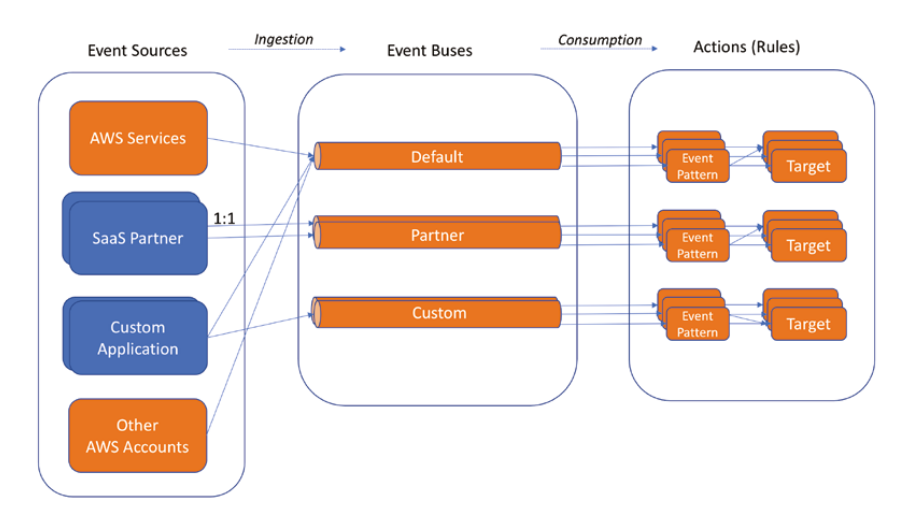 Event Sources
Ingestion
Event Buses
Consumption
Actions (Rules)
AWS Services
SaaS Partner
1:1
Custom
Application
Other
AWS Accounts
Default
Partner
Custom
Event
Pattern
Target
Event
Pattern
Target
Event
Pattern
Target